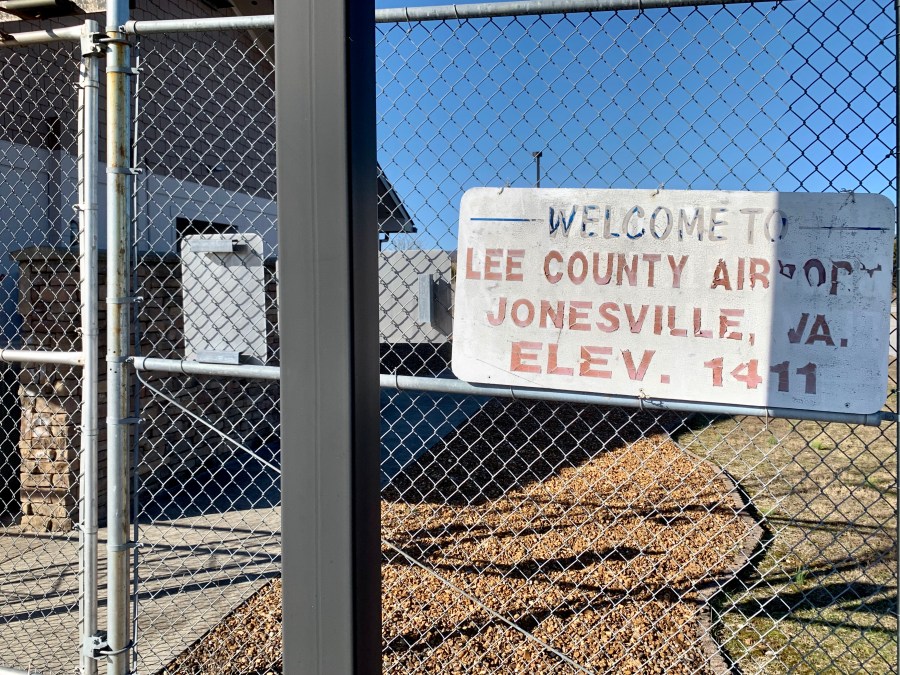 WELCOME TO
LEE COUNTY AIRPORT
JONESVILLE, VA.
ELEV. 1411